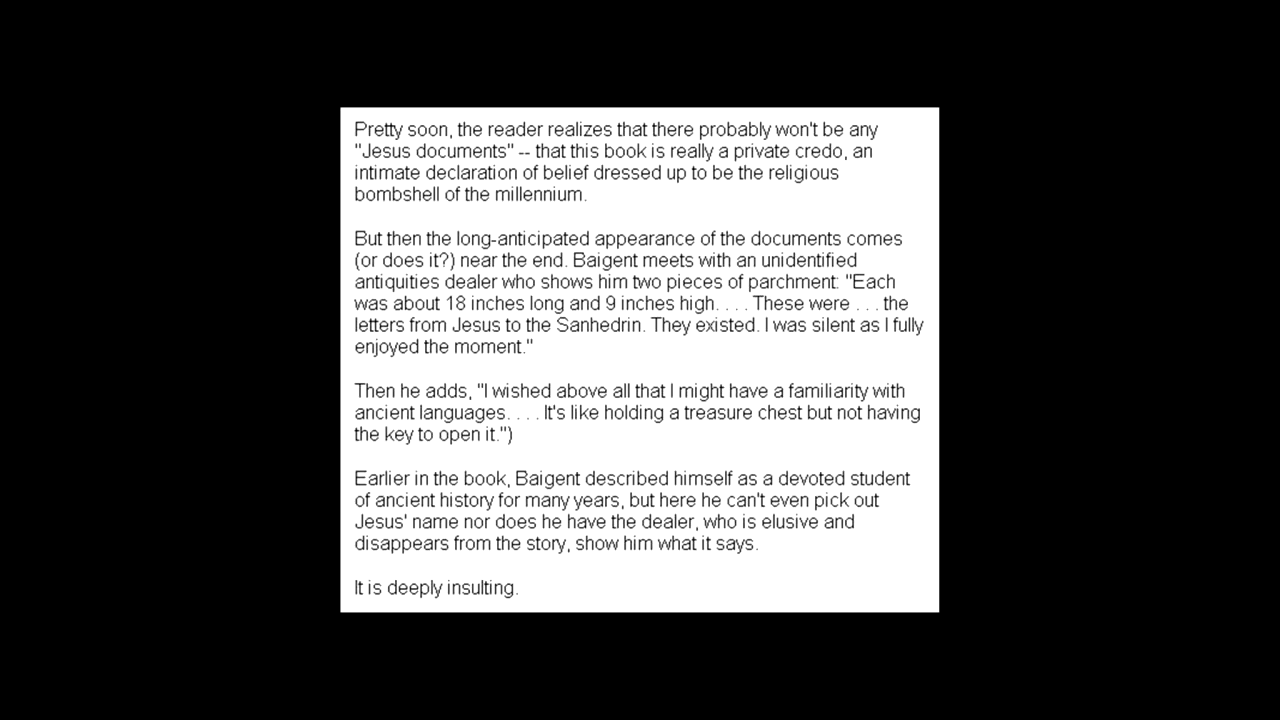 Pretty soon, the reader realizes that there probably won't be any
"Jesus documents" -- that this book is really a private credo, an
intimate declaration of belief dressed up to be the religious
bombshell of the millennium.
But then the long-anticipated appearance of the documents comes
(or does it?) near the end. Baigent meets with an unidentified
antiquities dealer who shows him two pieces of parchment: "Each
was about 18 inches long and 9 inches high. . . . These were . . . the
letters from Jesus to the Sanhedrin. They existed. I was silent as I fully
enjoyed the moment."
Then he adds, "I wished above all that I might have a familiarity with
ancient languages. . . . It's like holding a treasure chest but not having
the key to open it.")
Earlier in the book, Baigent described himself as a devoted student
of ancient history for many years, but here he can't even pick out
Jesus' name nor does he have the dealer, who is elusive and
disappears from the story, show him what it says.
It is deeply insulting.